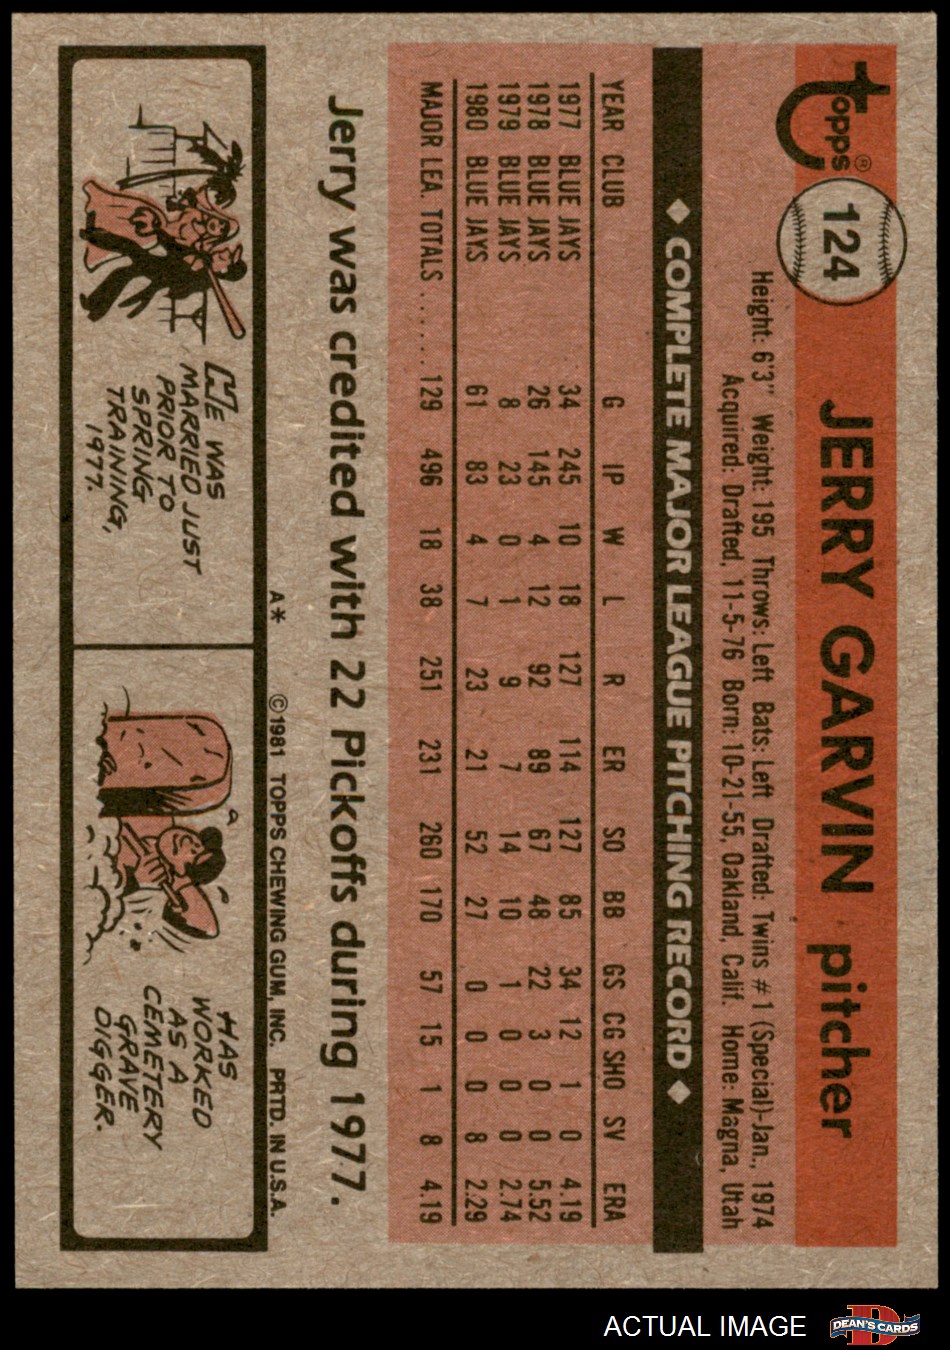 topps®
124 JERRY GARVIN pitcher
Height: 6'3" Weight: 195 Throws: Left Bats: Left Drafted: Twins #1 (Special)-Jan., 1974
Acquired: Drafted, 11-5-76 Born: 10-21-55, Oakland, Calif. Home: Magna, Utah
◆ COMPLETE MAJOR LEAGUE PITCHING RECORD ◆
YEAR CLUB G IP W L R ER SO BB GS CG SHO SV ERA
1977 BLUE JAYS 34 245 10 18 127 114 127 85 34 12 1 0 4.19
1978 BLUE JAYS 26 145 4 12 92 89 67 48 22 3 0 0 5.52
1979 BLUE JAYS 8 23 0 1 9 7 14 10 1 0 0 0 2.74
1980 BLUE JAYS 61 83 4 7 23 21 52 27 0 0 0 8 2.29
MAJOR LEA. TOTALS ...... 129 496 18 38 251 231 260 170 57 15 1 8 4.19
Jerry was credited with 22 Pickoffs during 1977.
A* ©1981 TOPPS CHEWING GUM, INC. PRTD. IN U.S.A.
HE WAS
MARRIED JUST
PRIOR TO
SPRING
TRAINING,
1977.
HAS
WORKED
AS A
CEMETERY
GRAVE
DIGGER.
ACTUAL IMAGE
D
DEAN'S CARDS